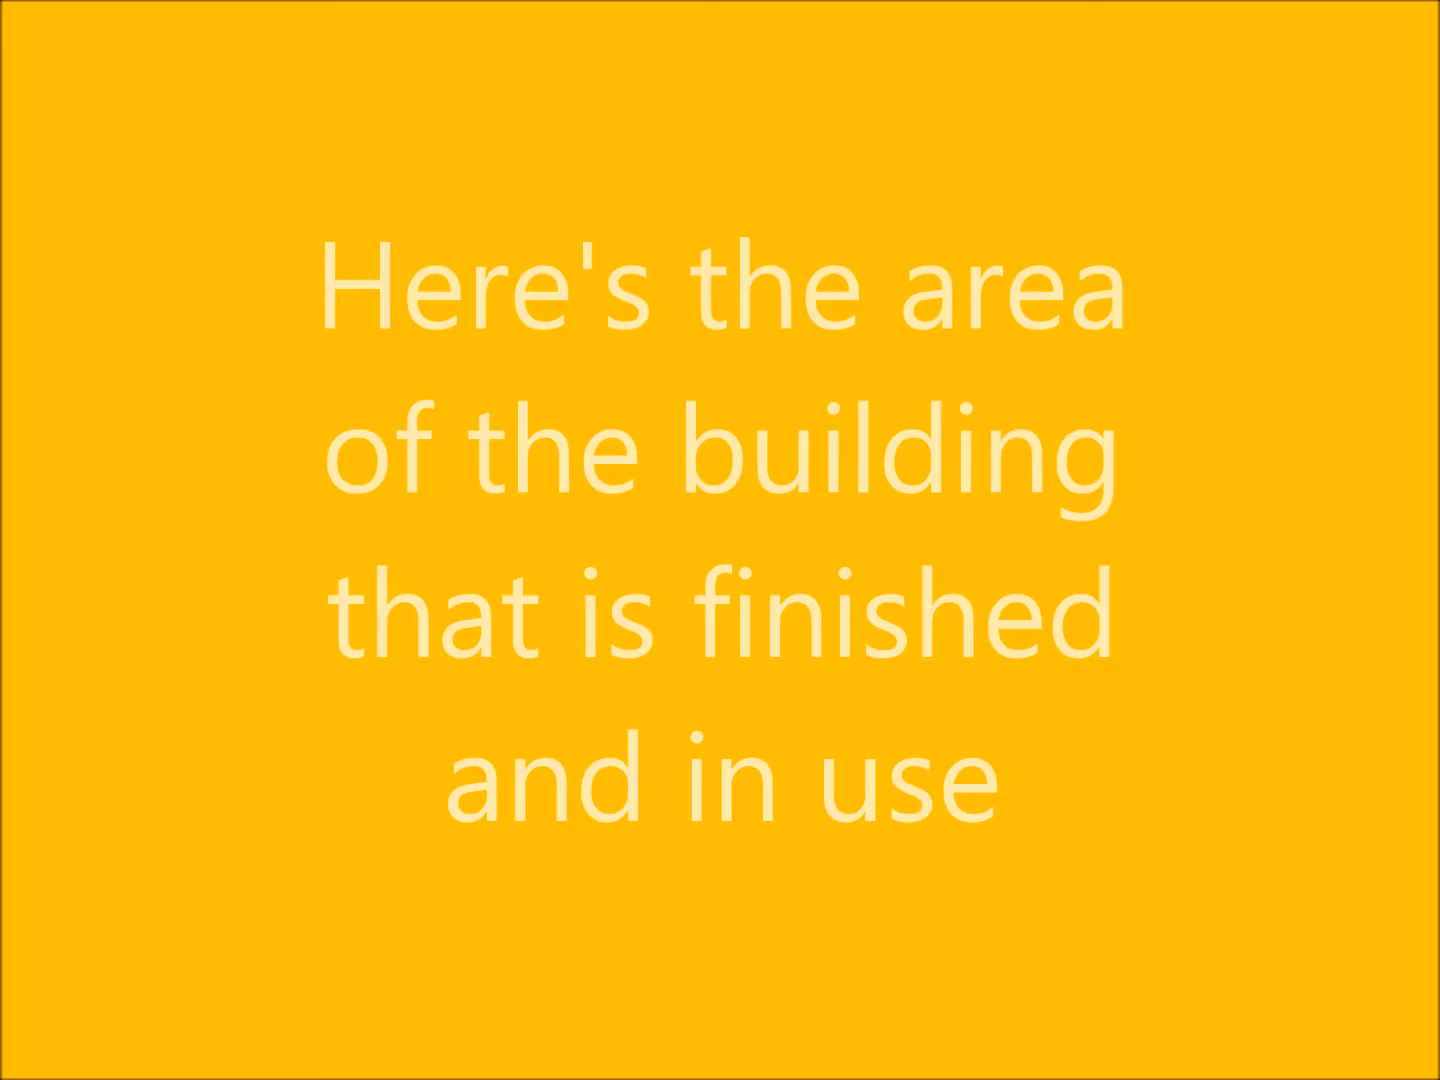 Here's the area
of the building
that is finished
and in use